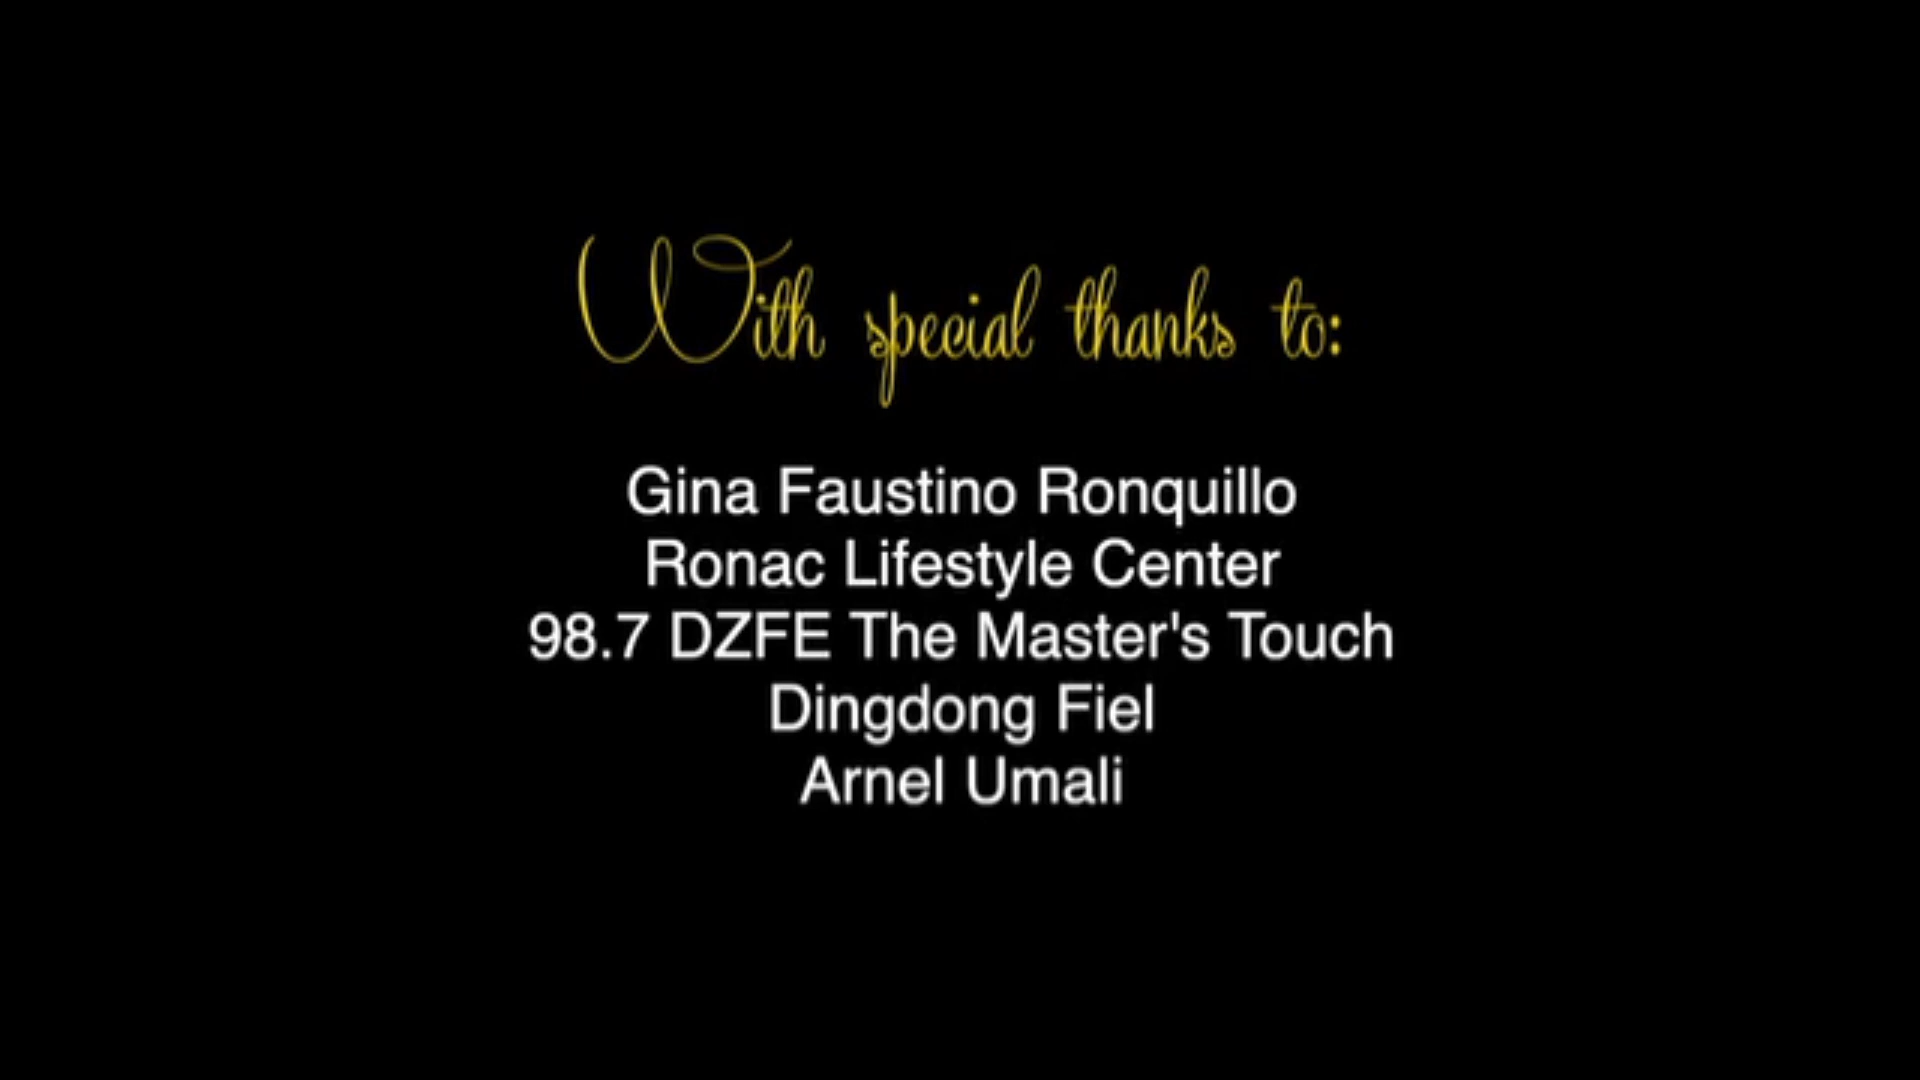 With special thanks to:
Gina Faustino Ronquillo
Ronac Lifestyle Center
98.7 DZFE The Master's Touch
Dingdong Fiel
Arnel Umali